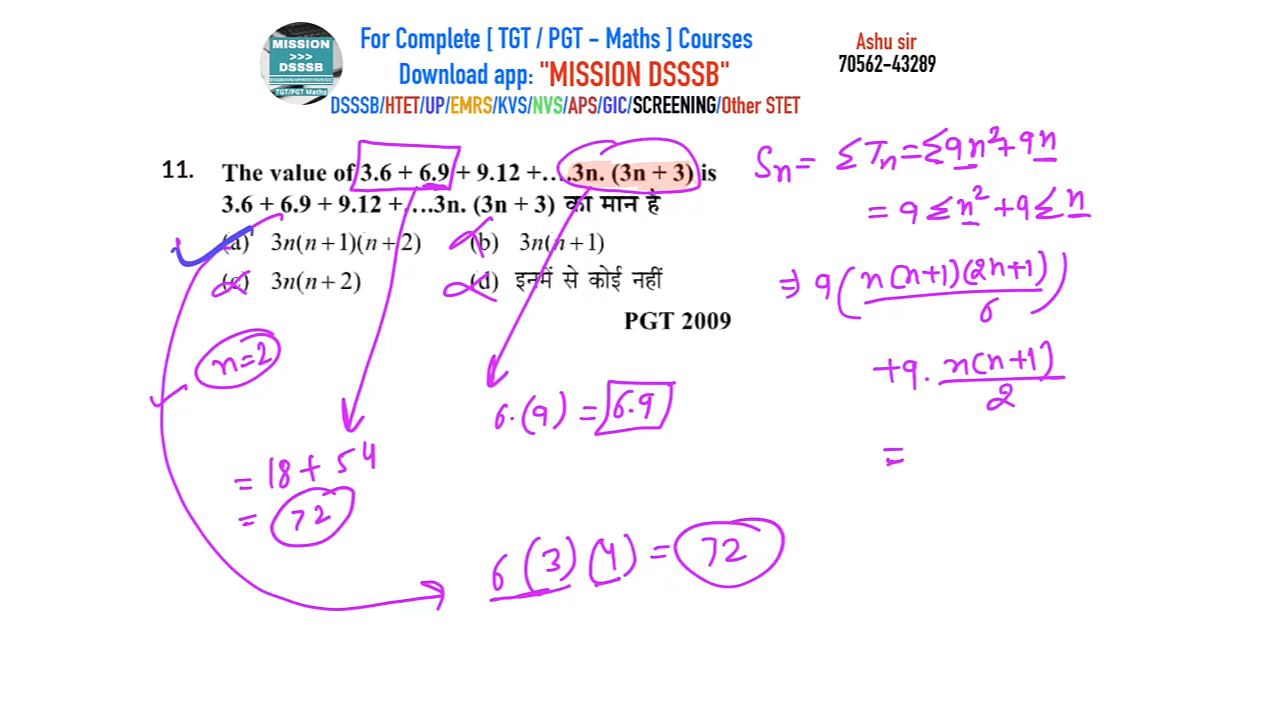 MISSION
>>>
DSSSB
TGT/PGT Maths
For Complete [ TGT / PGT - Maths ] Courses
Download app: "MISSION DSSSB"
DSSSB/HTET/UP/EMRS/KVS/NVS/APS/GIC/SCREENING/Other STET
Ashu sir
70562-43289
11. The value of 3.6 + 6.9 + 9.12 +....3n. (3n + 3) is
3.6 + 6.9 + 9.12 +....3n. (3n + 3) का मान है
(a) 3n(n+1)(n+2) (b) 3n(n+1)
(c) 3n(n+2) (d) इनमें से कोई नहीं
PGT 2009
n=2
= 18 + 54
= 72
6.(9) = 6.9
6(3)(4) = 72
Sn = ΣTn = Σ9n²+9n
= 9Σn²+9Σn
⇒ 9(n(n+1)(2n+1)/6)
+9. n(n+1)/2
=